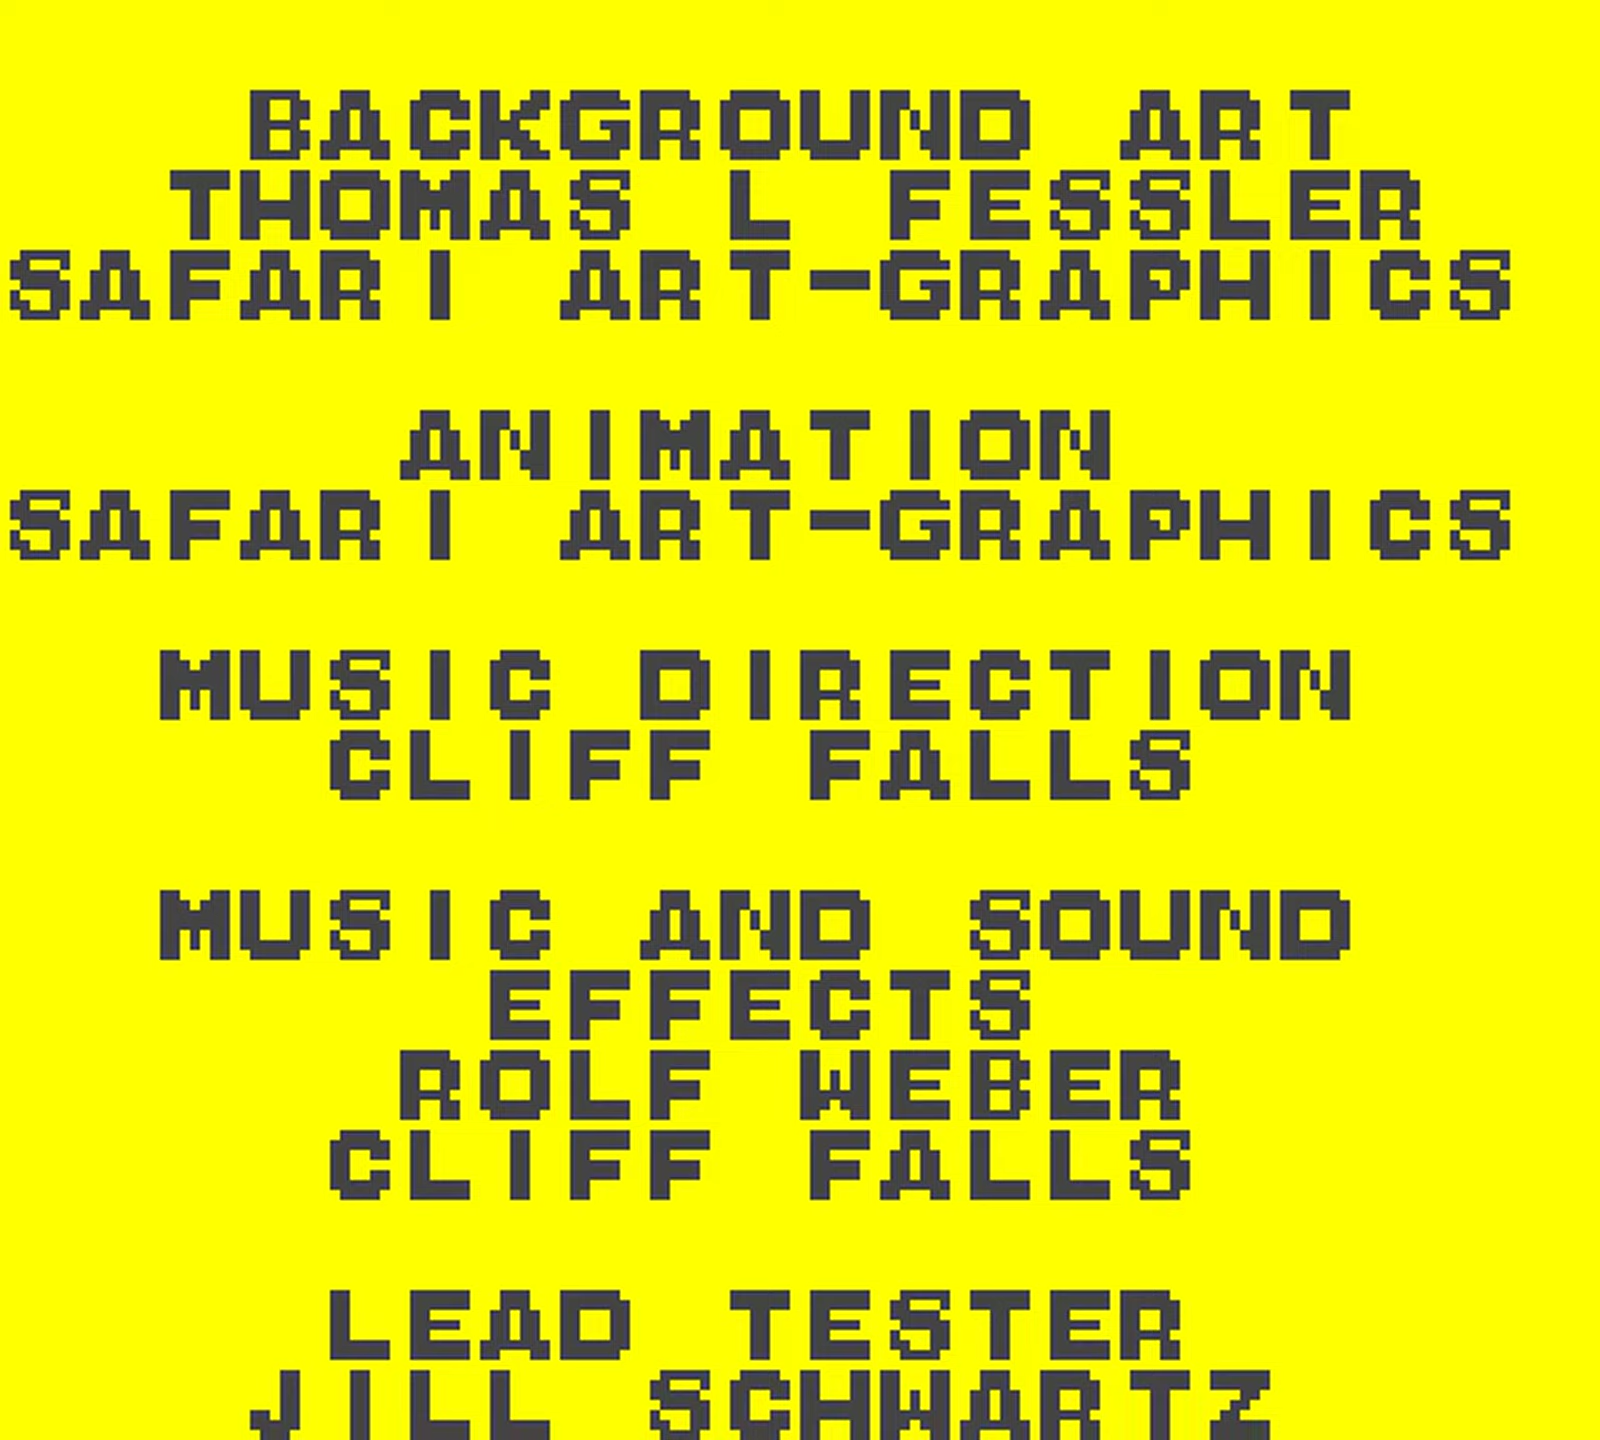 BACKGROUND ART
THOMAS L FESSLER
SAFARI ART-GRAPHICS
ANIMATION
SAFARI ART-GRAPHICS
MUSIC DIRECTION
CLIFF FALLS
MUSIC AND SOUND
EFFECTS
ROLF WEBER
CLIFF FALLS
LEAD TESTER
JILL SCHWARTZ